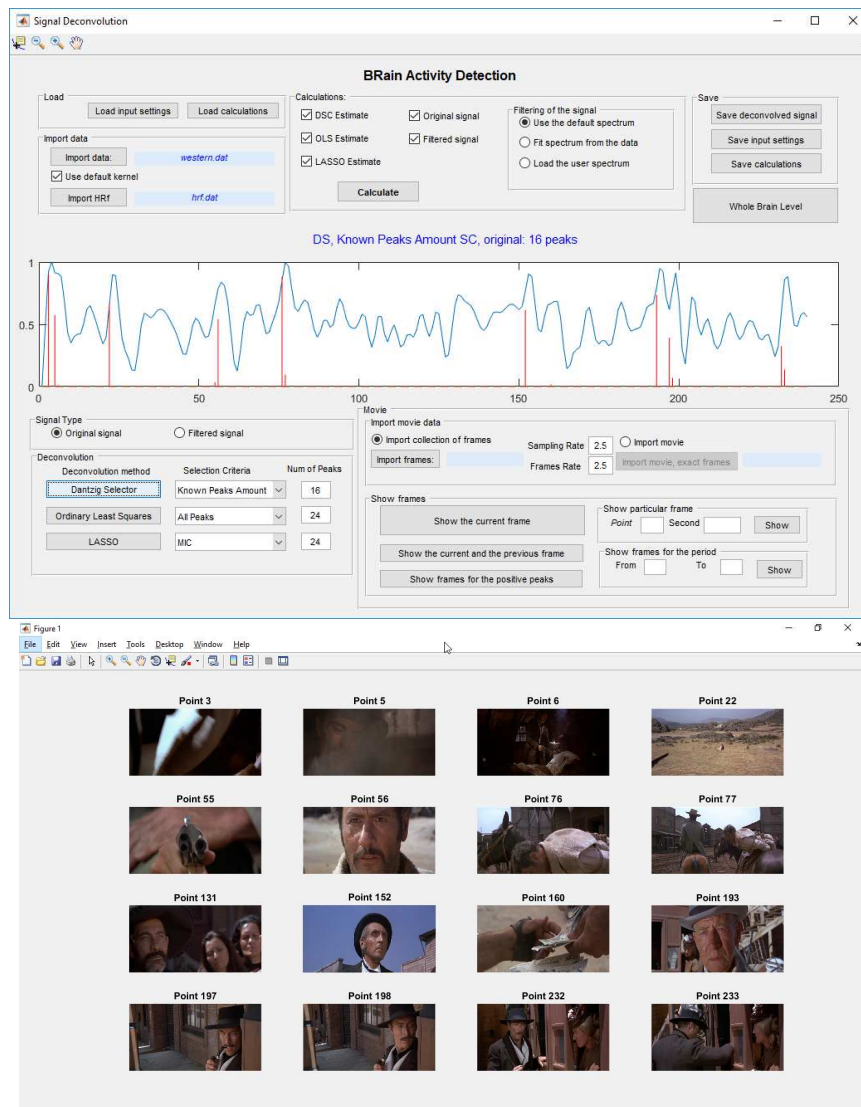 Signal Deconvolution
BRain Activity Detection
Load
Load input settings
Load calculations
Import data
Import data:
western.dat
Use default kernel
Import HRf
hrf.dat
Calculations:
DSC Estimate
Original signal
OLS Estimate
Filtered signal
LASSO Estimate
Calculate
Filtering of the signal
Use the default spectrum
Fit spectrum from the data
Load the user spectrum
Save
Save deconvolved signal
Save input settings
Save calculations
Whole Brain Level
DS, Known Peaks Amount SC, original: 16 peaks
1
0.5
0
0 50 100 150 200 250
Signal Type
Original signal
Filtered signal
Deconvolution
Deconvolution method
Selection Criteria
Num of Peaks
Dantzig Selector
Known Peaks Amount
16
Ordinary Least Squares
All Peaks
24
LASSO
MIC
24
Movie
Import movie data
Import collection of frames
Import frames:
Sampling Rate 2.5
Frames Rate 2.5
Import movie
Import movie, exact frames
Show frames
Show the current frame
Show the current and the previous frame
Show frames for the positive peaks
Show particular frame
Point
Second
Show
Show frames for the period
From
To
Show
Figure 1
File Edit View Insert Tools Desktop Window Help
Point 3 Point 5 Point 6 Point 22
Point 55 Point 56 Point 76 Point 77
Point 131 Point 152 Point 160 Point 193
Point 197 Point 198 Point 232 Point 233